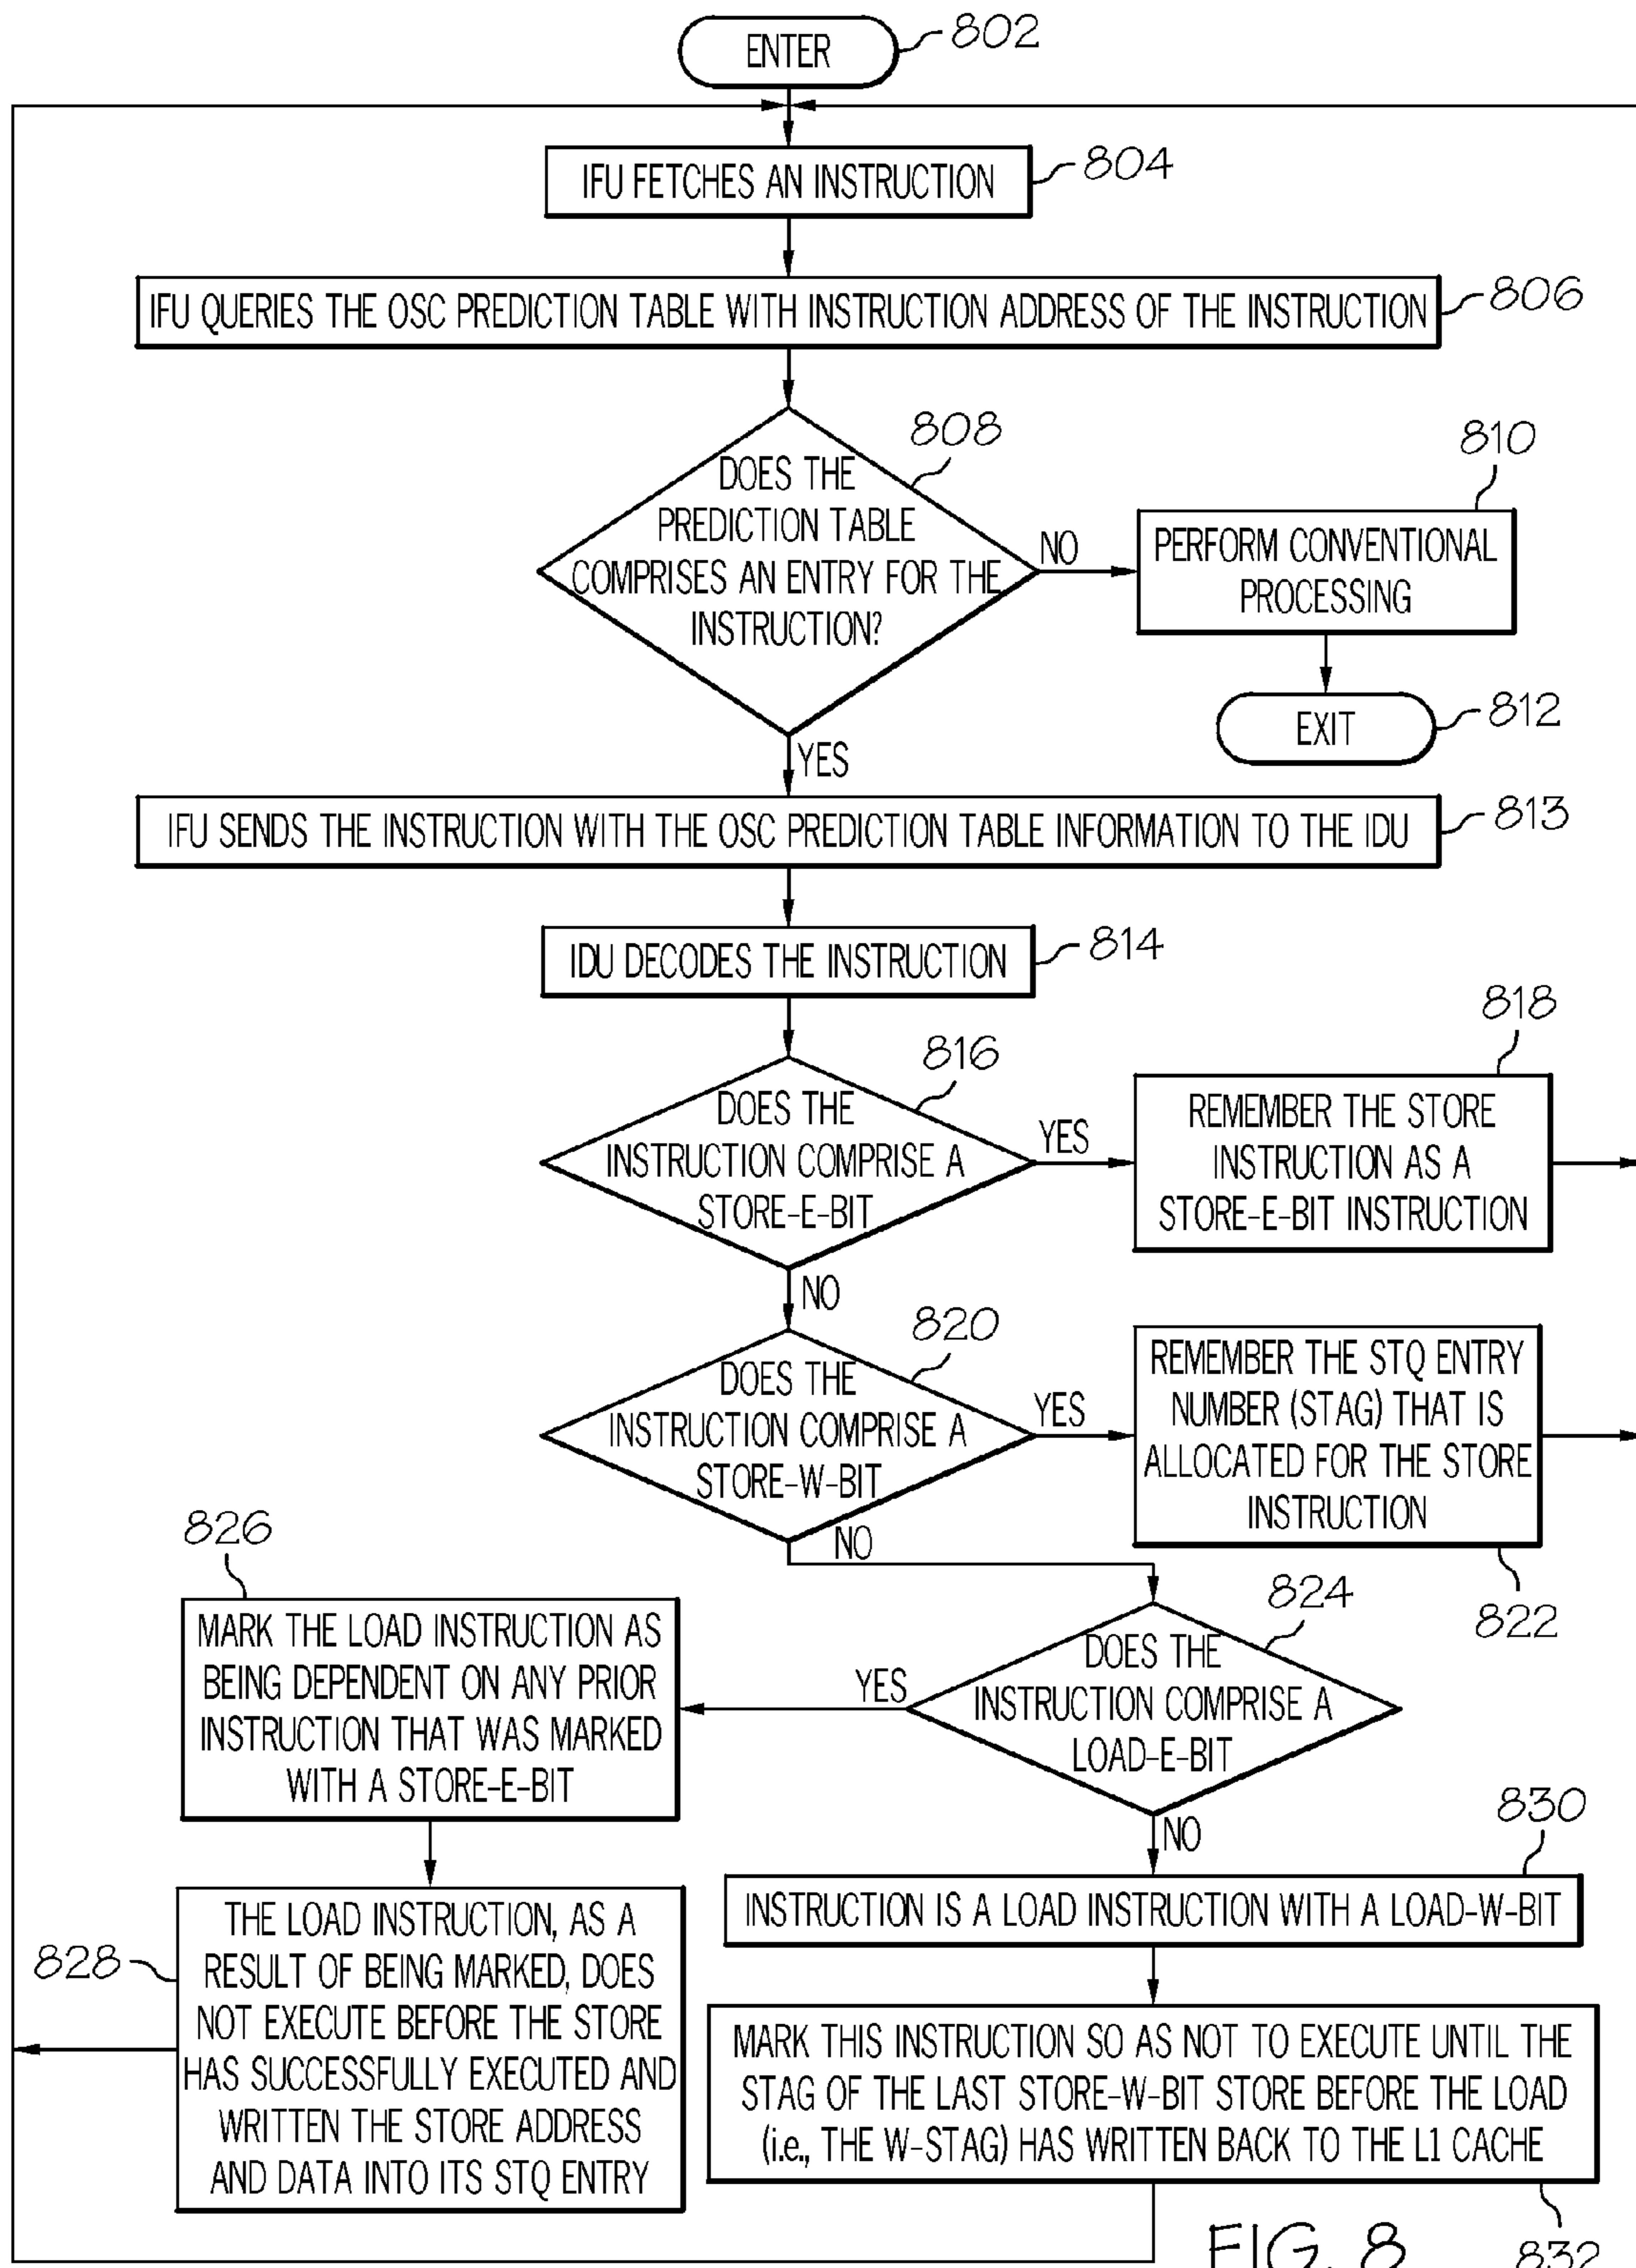 ENTER
802
IFU FETCHES AN INSTRUCTION
804
IFU QUERIES THE OSC PREDICTION TABLE WITH INSTRUCTION ADDRESS OF THE INSTRUCTION
806
808
DOES THE
PREDICTION TABLE
COMPRISES AN ENTRY FOR THE
INSTRUCTION?
NO
810
PERFORM CONVENTIONAL
PROCESSING
EXIT
812
YES
IFU SENDS THE INSTRUCTION WITH THE OSC PREDICTION TABLE INFORMATION TO THE IDU
813
IDU DECODES THE INSTRUCTION
814
816
DOES THE
INSTRUCTION COMPRISE A
STORE-E-BIT
YES
818
REMEMBER THE STORE
INSTRUCTION AS A
STORE-E-BIT INSTRUCTION
NO
820
DOES THE
INSTRUCTION COMPRISE A
STORE-W-BIT
YES
REMEMBER THE STQ ENTRY
NUMBER (STAG) THAT IS
ALLOCATED FOR THE STORE
INSTRUCTION
822
NO
824
DOES THE
INSTRUCTION COMPRISE A
LOAD-E-BIT
YES
826
MARK THE LOAD INSTRUCTION AS
BEING DEPENDENT ON ANY PRIOR
INSTRUCTION THAT WAS MARKED
WITH A STORE-E-BIT
828
THE LOAD INSTRUCTION, AS A
RESULT OF BEING MARKED, DOES
NOT EXECUTE BEFORE THE STORE
HAS SUCCESSFULLY EXECUTED AND
WRITTEN THE STORE ADDRESS
AND DATA INTO ITS STQ ENTRY
NO
830
INSTRUCTION IS A LOAD INSTRUCTION WITH A LOAD-W-BIT
MARK THIS INSTRUCTION SO AS NOT TO EXECUTE UNTIL THE
STAG OF THE LAST STORE-W-BIT STORE BEFORE THE LOAD
(i.e., THE W-STAG) HAS WRITTEN BACK TO THE L1 CACHE
832
FIG. 8